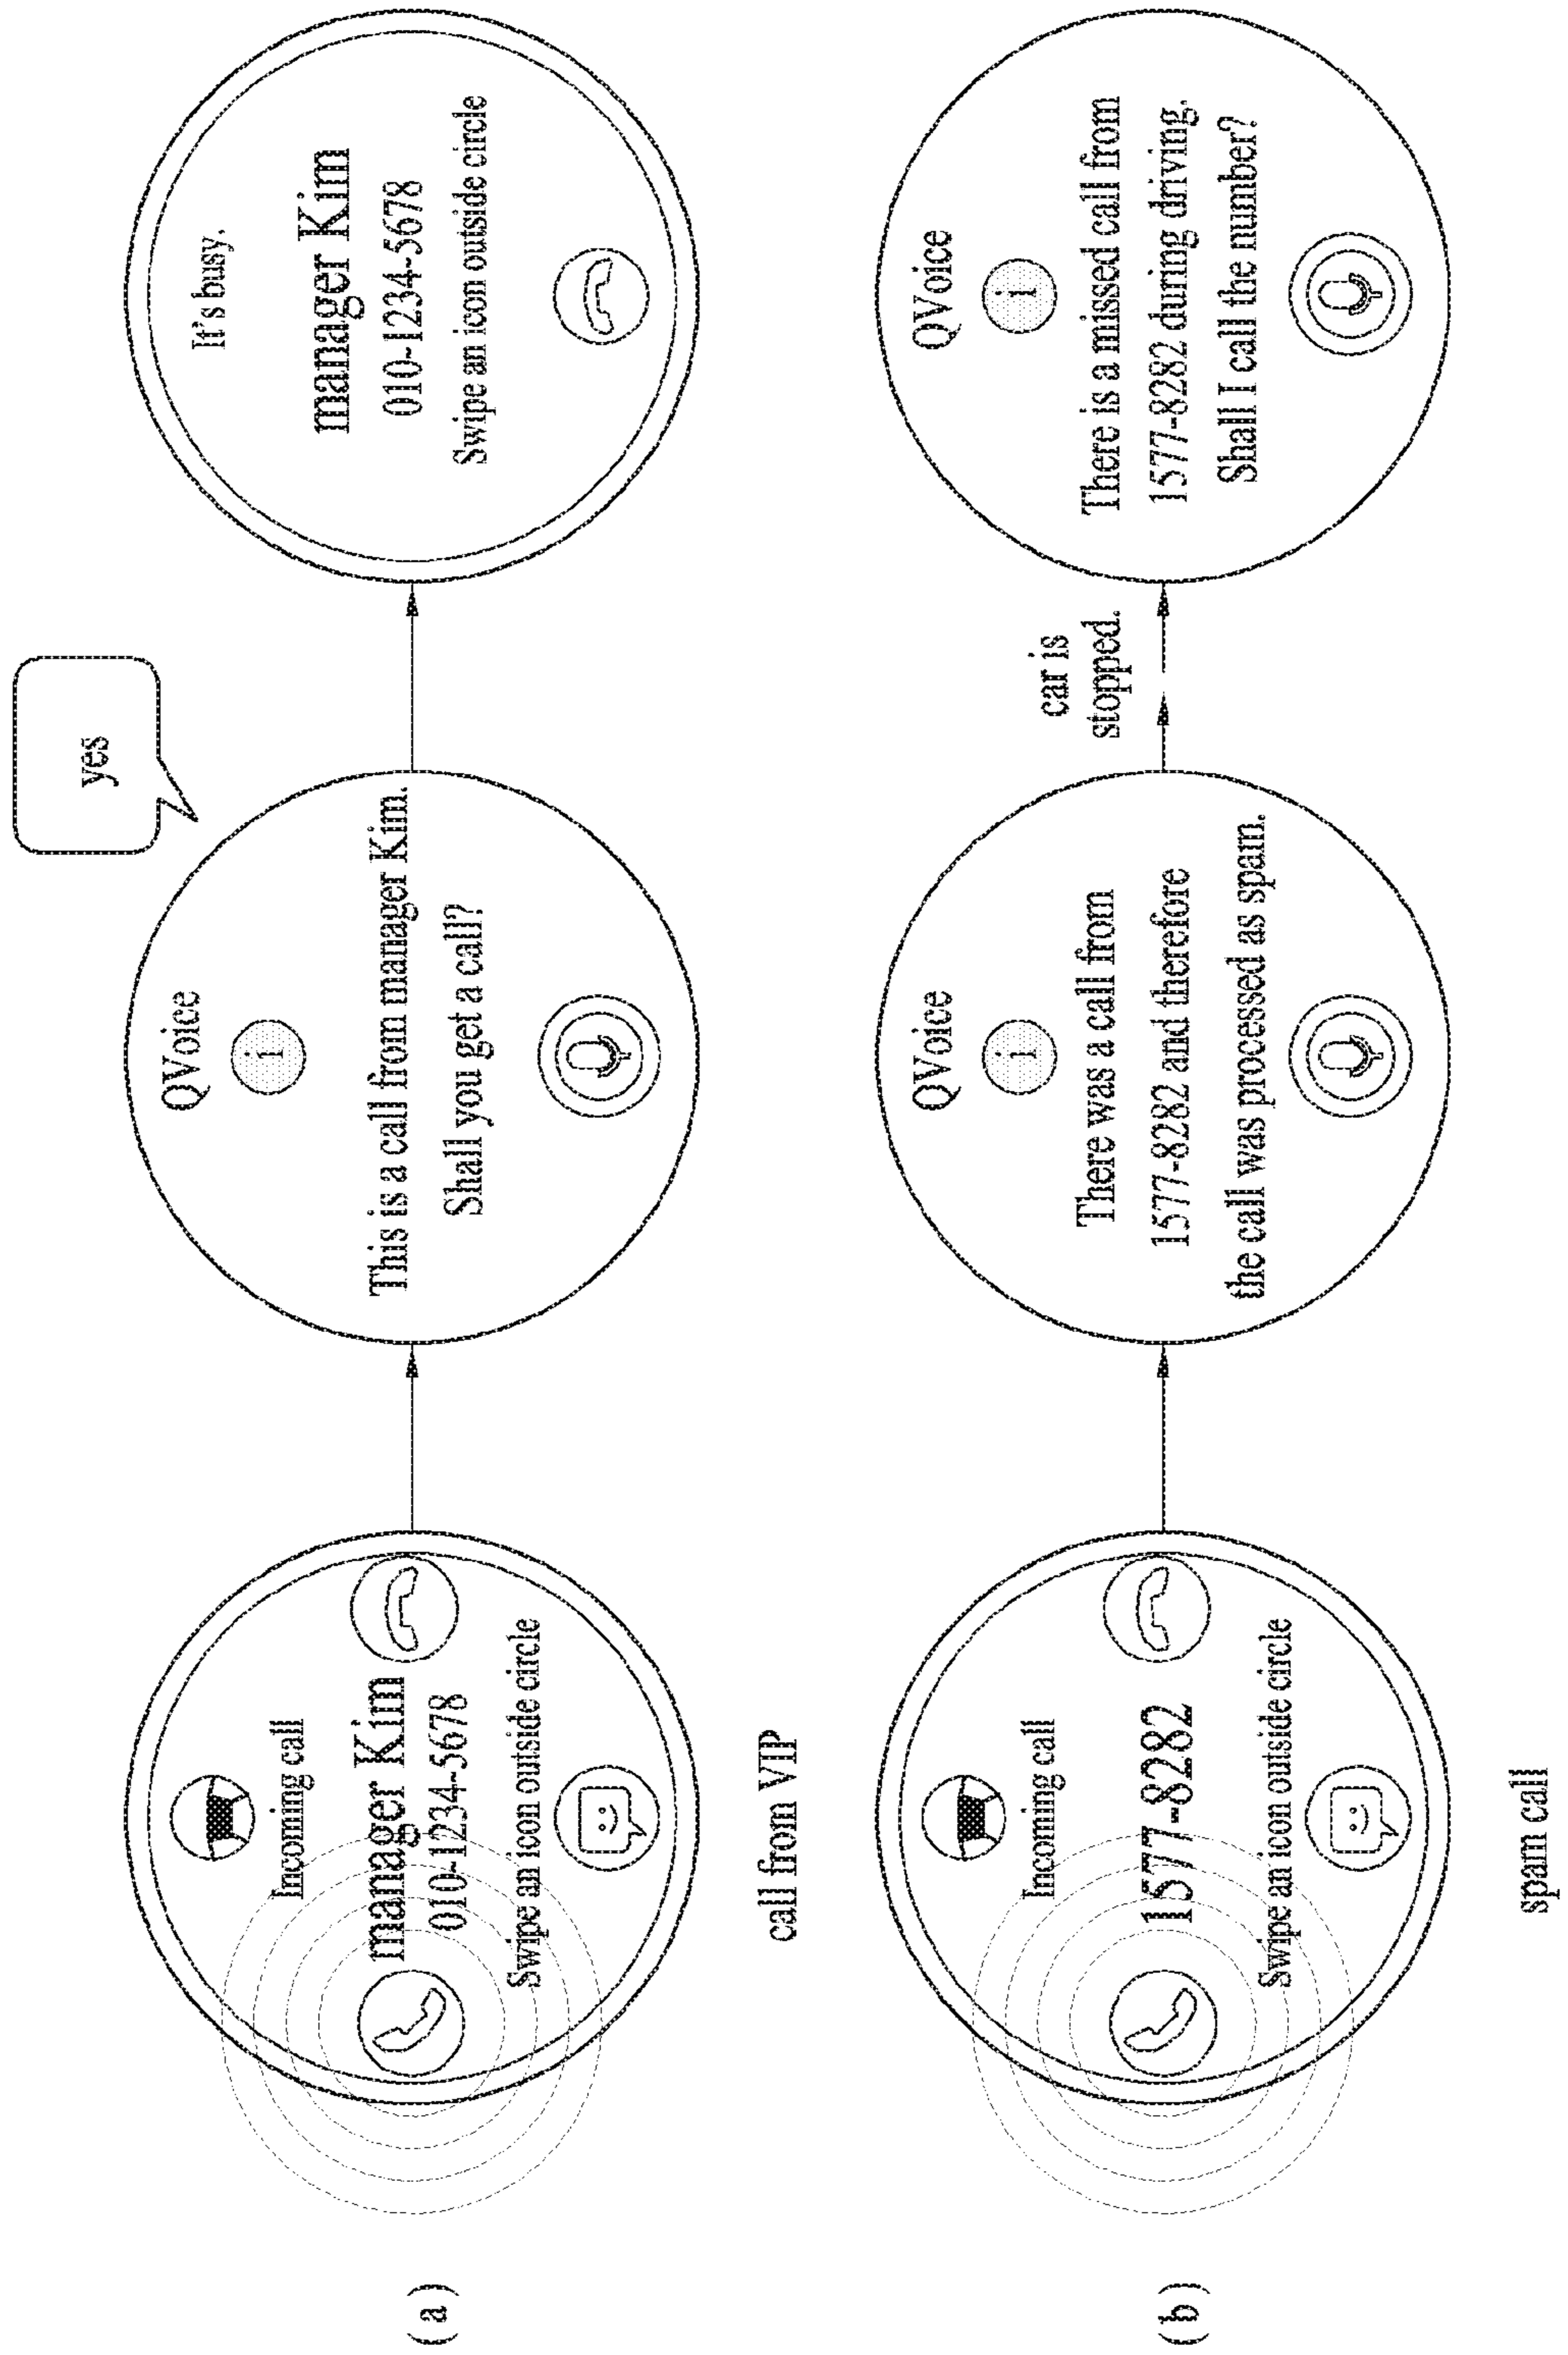 (a)
Incoming call
manager Kim
010-1234-5678
Swipe an icon outside circle
call from VIP
QVoice
i
This is a call from manager Kim.
Shall you get a call?
yes
It's busy.
manager Kim
010-1234-5678
Swipe an icon outside circle
(b)
Incoming call
1577-8282
Swipe an icon outside circle
spam call
QVoice
i
There was a call from
1577-8282 and therefore
the call was processed as spam.
car is
stopped.
QVoice
i
There is a missed call from
1577-8282 during driving.
Shall I call the number?